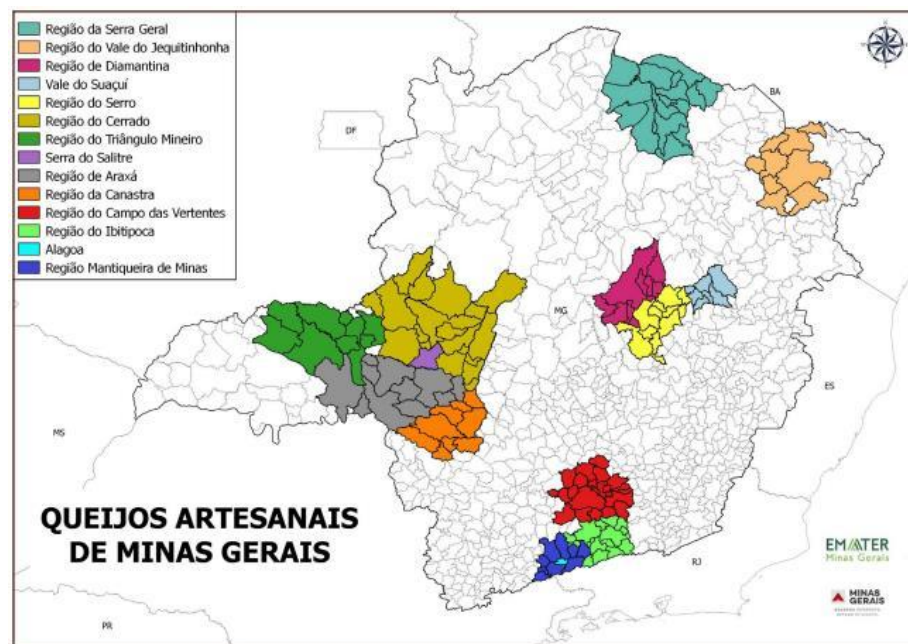 Região da Serra Geral
Região do Vale do Jequitinhonha
Região de Diamantina
Vale do Suaçuí
Região do Serro
Região do Cerrado
Região do Triângulo Mineiro
Serra do Salitre
Região de Araxá
Região da Canastra
Região do Campo das Vertentes
Região do Ibitipoca
Alagoa
Região Mantiqueira de Minas
DF
BA
MG
ES
MS
RJ
PR
QUEIJOS ARTESANAIS
DE MINAS GERAIS
EMATER
Minas Gerais
MINAS
GERAIS